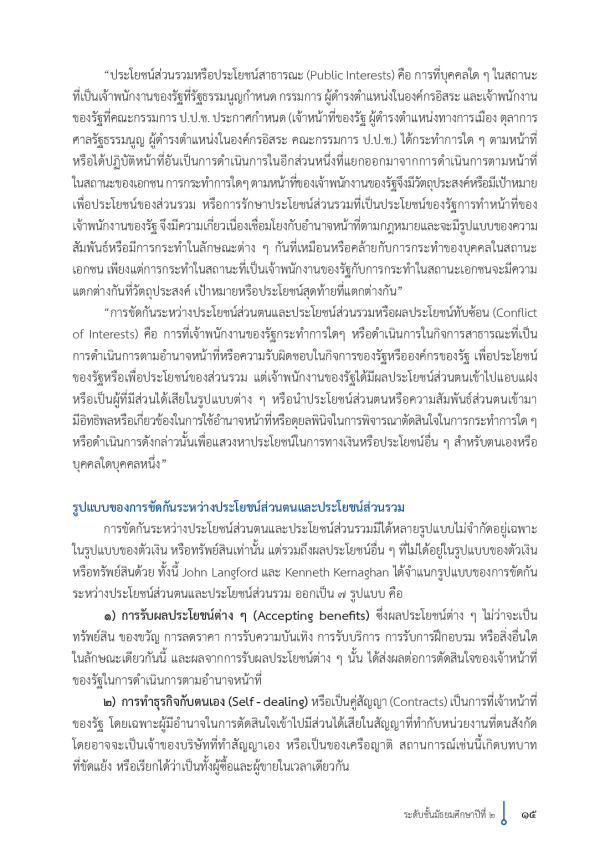 “ประโยชน์ส่วนรวมหรือประโยชน์สาธารณะ (Public Interests) คือ การที่บุคคลใด ๆ ในสถานะ
ที่เป็นเจ้าพนักงานของรัฐที่รัฐธรรมนูญกำหนด กรรมการ ผู้ดำรงตำแหน่งในองค์กรอิสระ และเจ้าพนักงาน
ของรัฐที่คณะกรรมการ ป.ป.ช. ประกาศกำหนด (เจ้าหน้าที่ของรัฐ ผู้ดำรงตำแหน่งทางการเมือง ตุลาการ
ศาลรัฐธรรมนูญ ผู้ดำรงตำแหน่งในองค์กรอิสระ คณะกรรมการ ป.ป.ช.) ได้กระทำการใด ๆ ตามหน้าที่
หรือได้ปฏิบัติหน้าที่อันเป็นการดำเนินการในอีกส่วนหนึ่งที่แยกออกมาจากการดำเนินการตามหน้าที่
ในสถานะของเอกชน การกระทำการใดๆ ตามหน้าที่ของเจ้าพนักงานของรัฐจึงมีวัตถุประสงค์หรือมีเป้าหมาย
เพื่อประโยชน์ของส่วนรวม หรือการรักษาประโยชน์ส่วนรวมที่เป็นประโยชน์ของรัฐการทำหน้าที่ของ
เจ้าพนักงานของรัฐ จึงมีความเกี่ยวเนื่องเชื่อมโยงกับอำนาจหน้าที่ตามกฎหมายและจะมีรูปแบบของความ
สัมพันธ์หรือมีการกระทำในลักษณะต่าง ๆ กันที่เหมือนหรือคล้ายกับการกระทำของบุคคลในสถานะ
เอกชน เพียงแต่การกระทำในสถานะที่เป็นเจ้าพนักงานของรัฐกับการกระทำในสถานะเอกชนจะมีความ
แตกต่างกันที่วัตถุประสงค์ เป้าหมายหรือประโยชน์สุดท้ายที่แตกต่างกัน”
“การขัดกันระหว่างประโยชน์ส่วนตนและประโยชน์ส่วนรวมหรือผลประโยชน์ทับซ้อน (Conflict
of Interests) คือ การที่เจ้าพนักงานของรัฐกระทำการใดๆ หรือดำเนินการในกิจการสาธารณะที่เป็น
การดำเนินการตามอำนาจหน้าที่หรือความรับผิดชอบในกิจการของรัฐหรือองค์กรของรัฐ เพื่อประโยชน์
ของรัฐหรือเพื่อประโยชน์ของส่วนรวม แต่เจ้าพนักงานของรัฐได้มีผลประโยชน์ส่วนตนเข้าไปแอบแฝง
หรือเป็นผู้ที่มีส่วนได้เสียในรูปแบบต่าง ๆ หรือนำประโยชน์ส่วนตนหรือความสัมพันธ์ส่วนตนเข้ามา
มีอิทธิพลหรือเกี่ยวข้องในการใช้อำนาจหน้าที่หรือดุลยพินิจในการพิจารณาตัดสินใจในการกระทำการใด ๆ
หรือดำเนินการดังกล่าวนั้นเพื่อแสวงหาประโยชน์ในการทางเงินหรือประโยชน์อื่น ๆ สำหรับตนเองหรือ
บุคคลใดบุคคลหนึ่ง”
รูปแบบของการขัดกันระหว่างประโยชน์ส่วนตนและประโยชน์ส่วนรวม
การขัดกันระหว่างประโยชน์ส่วนตนและประโยชน์ส่วนรวมมีได้หลายรูปแบบไม่จำกัดอยู่เฉพาะ
ในรูปแบบของตัวเงิน หรือทรัพย์สินเท่านั้น แต่รวมถึงผลประโยชน์อื่น ๆ ที่ไม่ได้อยู่ในรูปแบบของตัวเงิน
หรือทรัพย์สินด้วย ทั้งนี้ John Langford และ Kenneth Kernaghan ได้จำแนกรูปแบบของการขัดกัน
ระหว่างประโยชน์ส่วนตนและประโยชน์ส่วนรวม ออกเป็น ๗ รูปแบบ คือ
๑) การรับผลประโยชน์ต่าง ๆ (Accepting benefits) ซึ่งผลประโยชน์ต่าง ๆ ไม่ว่าจะเป็น
ทรัพย์สิน ของขวัญ การลดราคา การรับความบันเทิง การรับบริการ การรับการฝึกอบรม หรือสิ่งอื่นใด
ในลักษณะเดียวกันนี้ และผลจากการรับผลประโยชน์ต่าง ๆ นั้น ได้ส่งผลต่อการตัดสินใจของเจ้าหน้าที่
ของรัฐในการดำเนินการตามอำนาจหน้าที่
๒) การทำธุรกิจกับตนเอง (Self - dealing) หรือเป็นคู่สัญญา (Contracts) เป็นการที่เจ้าหน้าที่
ของรัฐ โดยเฉพาะผู้มีอำนาจในการตัดสินใจเข้าไปมีส่วนได้เสียในสัญญาที่ทำกับหน่วยงานที่ตนสังกัด
โดยอาจจะเป็นเจ้าของบริษัทที่ทำสัญญาเอง หรือเป็นของเครือญาติ สถานการณ์เช่นนี้เกิดบทบาท
ที่ขัดแย้ง หรือเรียกได้ว่าเป็นทั้งผู้ซื้อและผู้ขายในเวลาเดียวกัน
ระดับชั้นมัธยมศึกษาปีที่ ๒ ๑๕